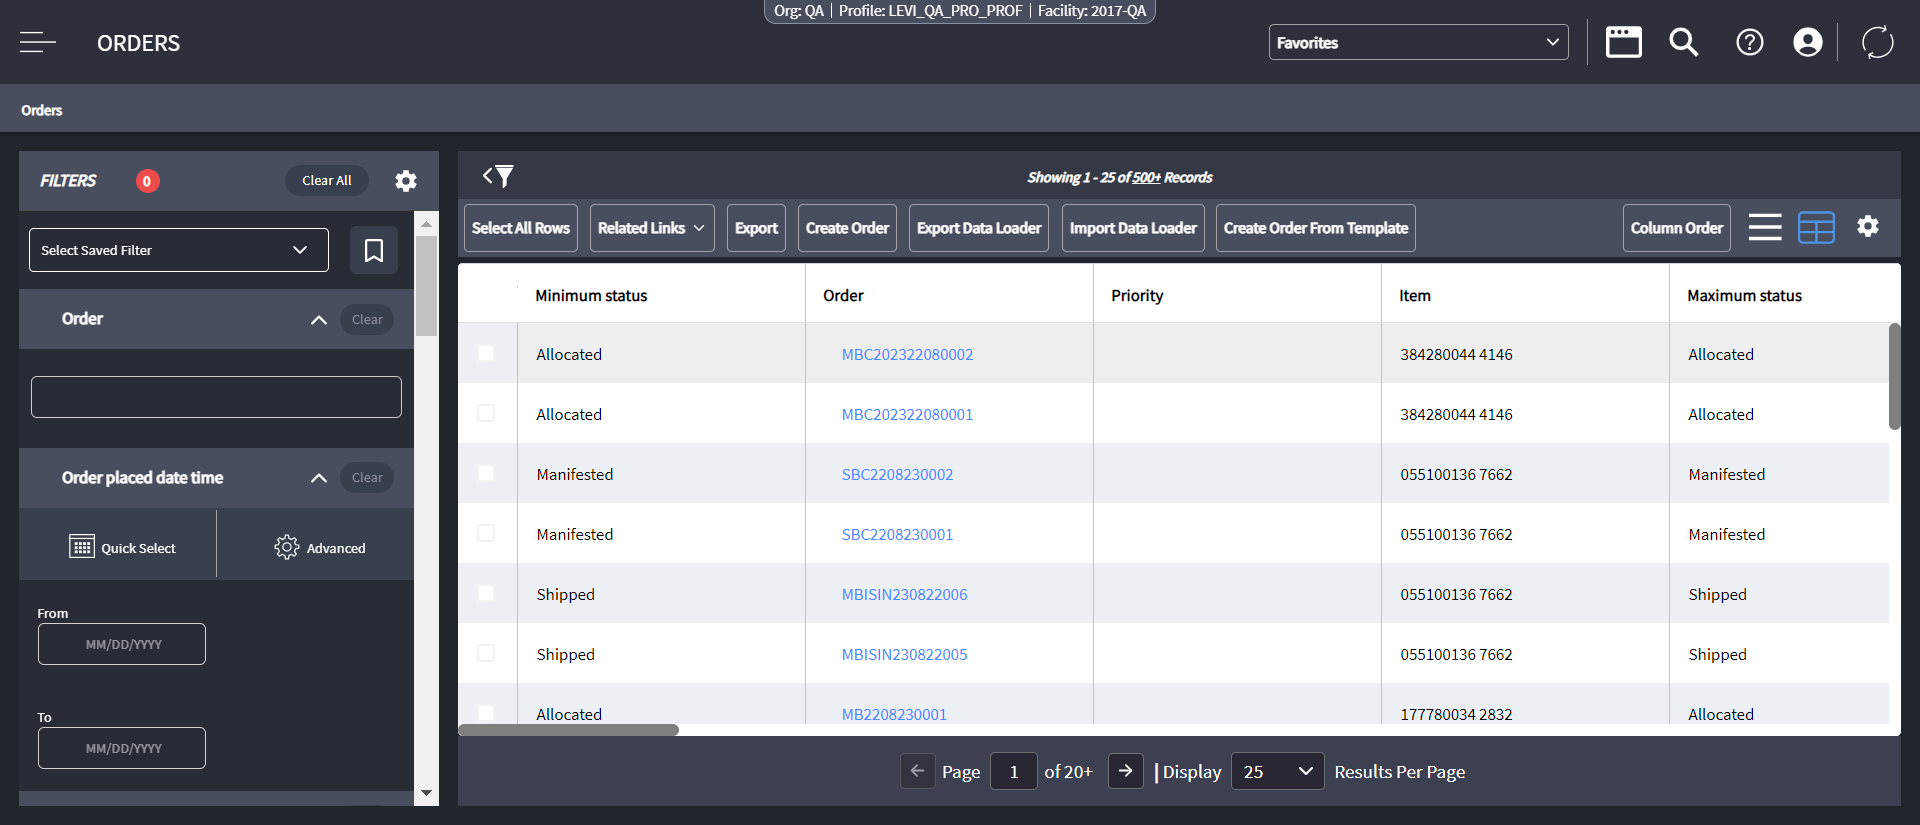 Org: QA | Profile: LEVI_QA_PRO_PROF | Facility: 2017-QA
ORDERS
Favorites
Orders
FILTERS 0 Clear All
Showing 1 - 25 of 500+ Records
Select Saved Filter
Select All Rows Related Links Export Create Order Export Data Loader Import Data Loader Create Order From Template Column Order
Order Clear
Order placed date time Clear
Quick Select Advanced
From
MM/DD/YYYY
To
MM/DD/YYYY
Minimum status Order Priority Item Maximum status
Allocated MBC202322080002 384280044 4146 Allocated
Allocated MBC202322080001 384280044 4146 Allocated
Manifested SBC2208230002 055100136 7662 Manifested
Manifested SBC2208230001 055100136 7662 Manifested
Shipped MBISIN230822006 055100136 7662 Shipped
Shipped MBISIN230822005 055100136 7662 Shipped
Allocated MB2208230001 177780034 2832 Allocated
Page 1 of 20+ | Display 25 Results Per Page